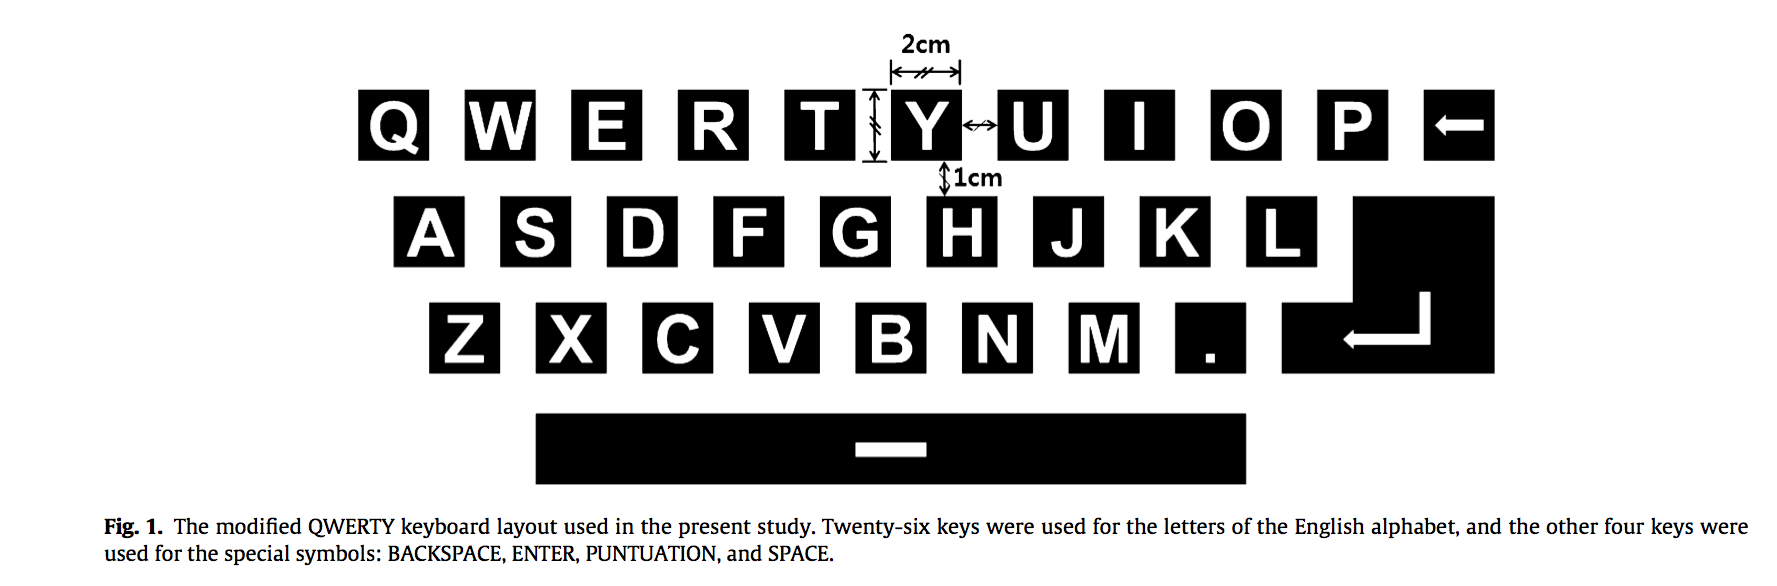 2cm
Q W E R T Y U I O P ←
1cm
A S D F G H J K L
Z X C V B N M .
Fig. 1. The modified QWERTY keyboard layout used in the present study. Twenty-six keys were used for the letters of the English alphabet, and the other four keys were
used for the special symbols: BACKSPACE, ENTER, PUNTUATION, and SPACE.